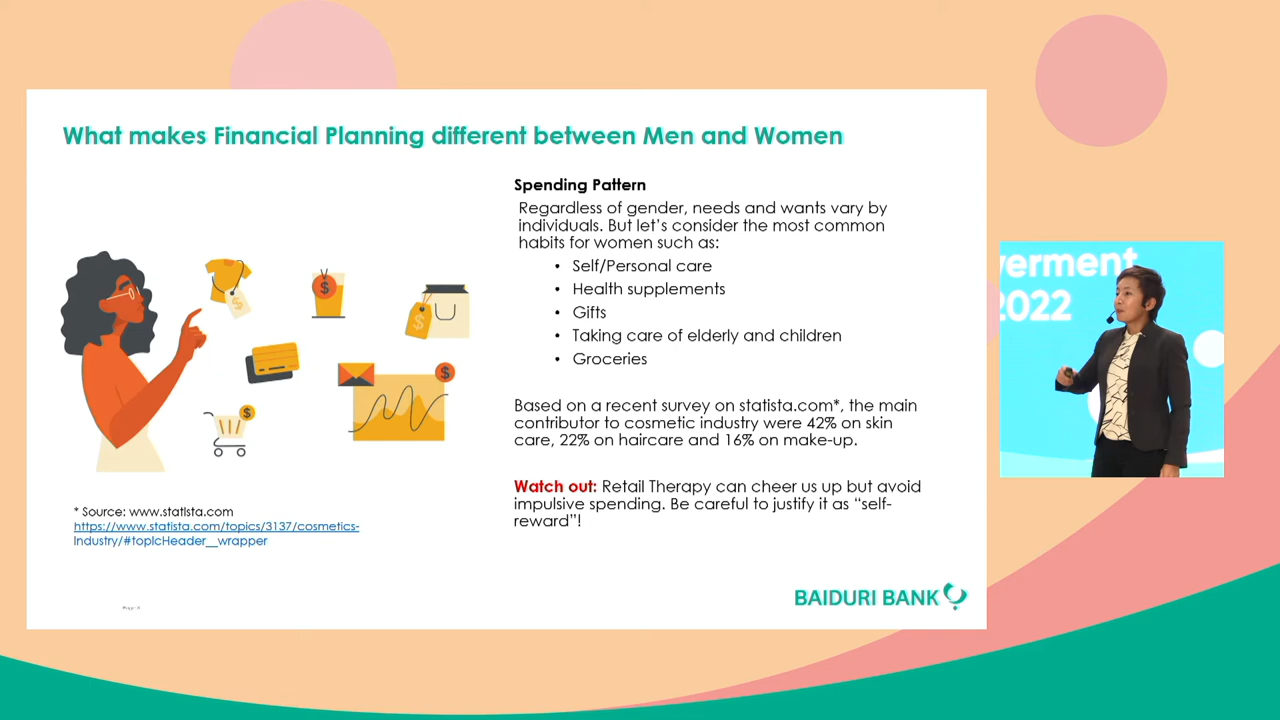 What makes Financial Planning different between Men and Women
Spending Pattern
Regardless of gender, needs and wants vary by
individuals. But let's consider the most common
habits for women such as:
• Self/Personal care
• Health supplements
• Gifts
• Taking care of elderly and children
• Groceries
Based on a recent survey on statista.com*, the main
contributor to cosmetic industry were 42% on skin
care, 22% on haircare and 16% on make-up.
Watch out: Retail Therapy can cheer us up but avoid
impulsive spending. Be careful to justify it as “self-
reward”!
$
$
$
$
$
* Source: www.statista.com
https://www.statista.com/topics/3137/cosmetics-
industry/#topicHeader__wrapper
BAIDURI BANK
verment
2022